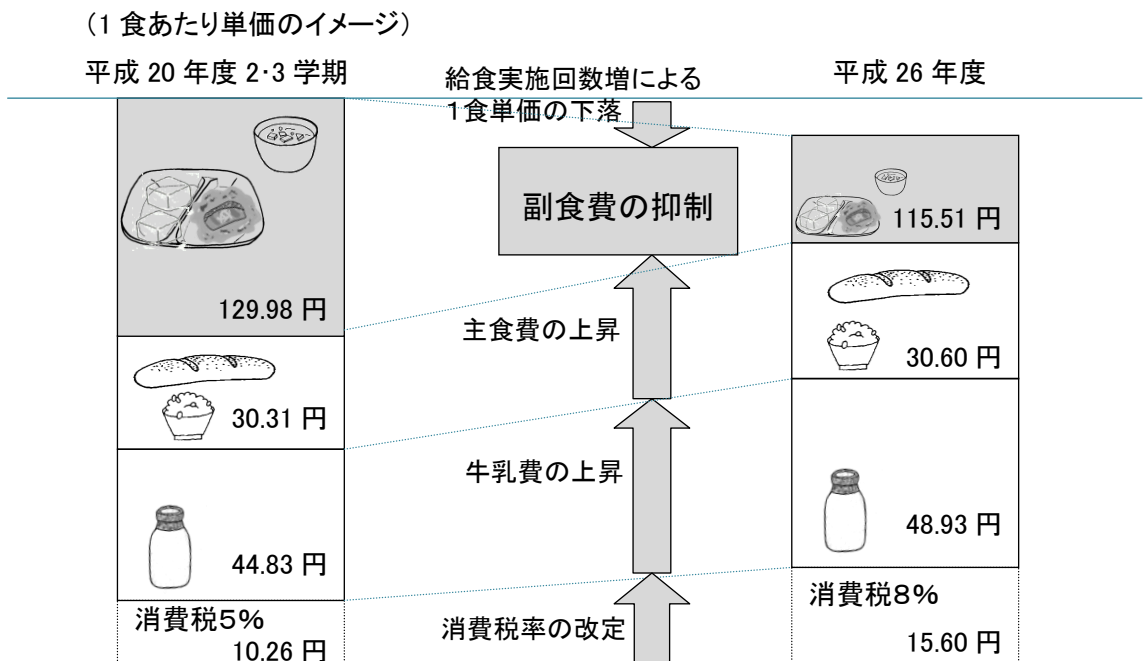 （1 食あたり単価のイメージ）
平成 20 年度 2・3 学期
給食実施回数増による
1食単価の下落
平成 26 年度
副食費の抑制
115.51 円
129.98 円
主食費の上昇
30.60 円
30.31 円
牛乳費の上昇
48.93 円
44.83 円
消費税8%
消費税5%
消費税率の改定
15.60 円
10.26 円